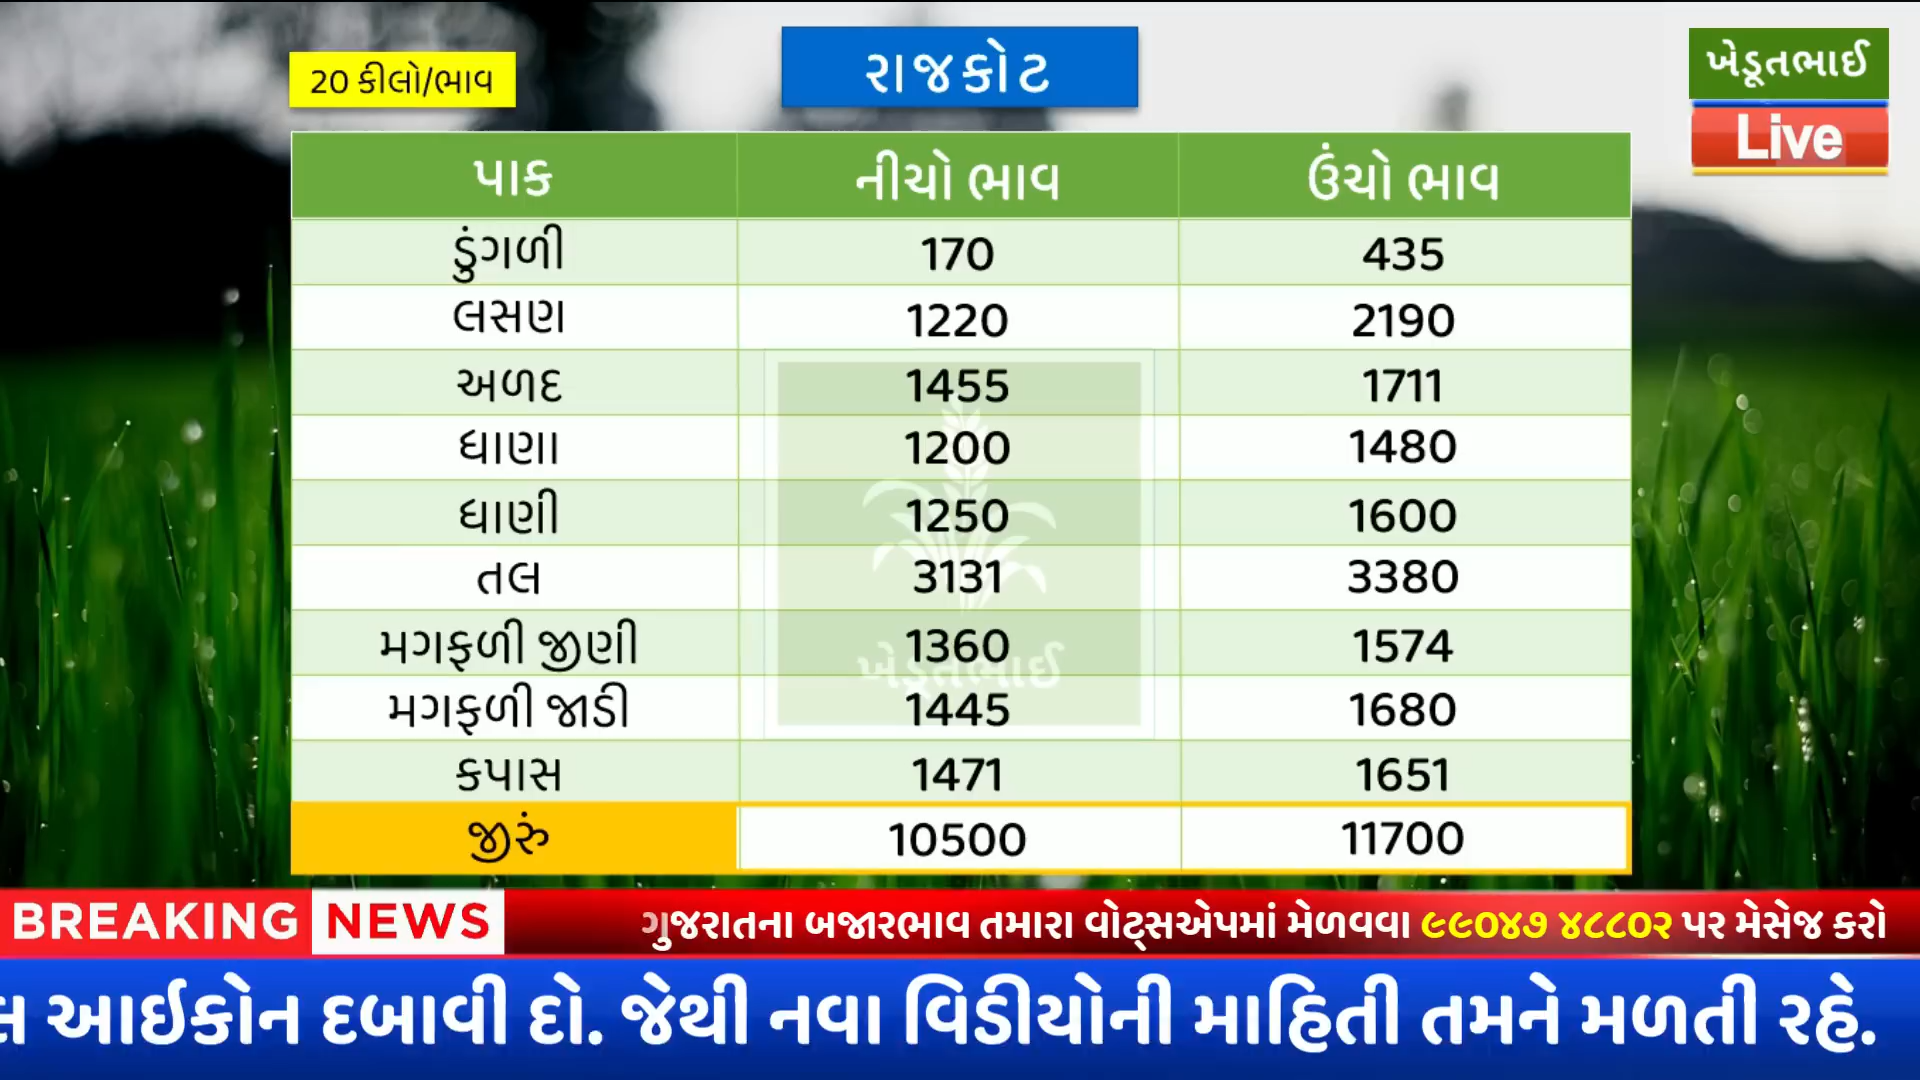 20 કીલો/ભાવ
રાજકોટ
ખેડૂતભાઈ
Live
પાક નીચો ભાવ ઉંચો ભાવ
ડુંગળી 170 435
લસણ 1220 2190
અળદ 1455 1711
ધાણા 1200 1480
ધાણી 1250 1600
તલ 3131 3380
મગફળી જીણી 1360 1574
ખેડૂતભાઈ
મગફળી જાડી 1445 1680
કપાસ 1471 1651
જીરું 10500 11700
BREAKING NEWS ગુજરાતના બજારભાવ તમારા વોટ્સએપમાં મેળવવા ૯૯૦૪૭ ૪૮૮૦૨ પર મેસેજ કરો
આઇકોન દબાવી દો. જેથી નવા વિડીયોની માહિતી તમને મળતી રહે.